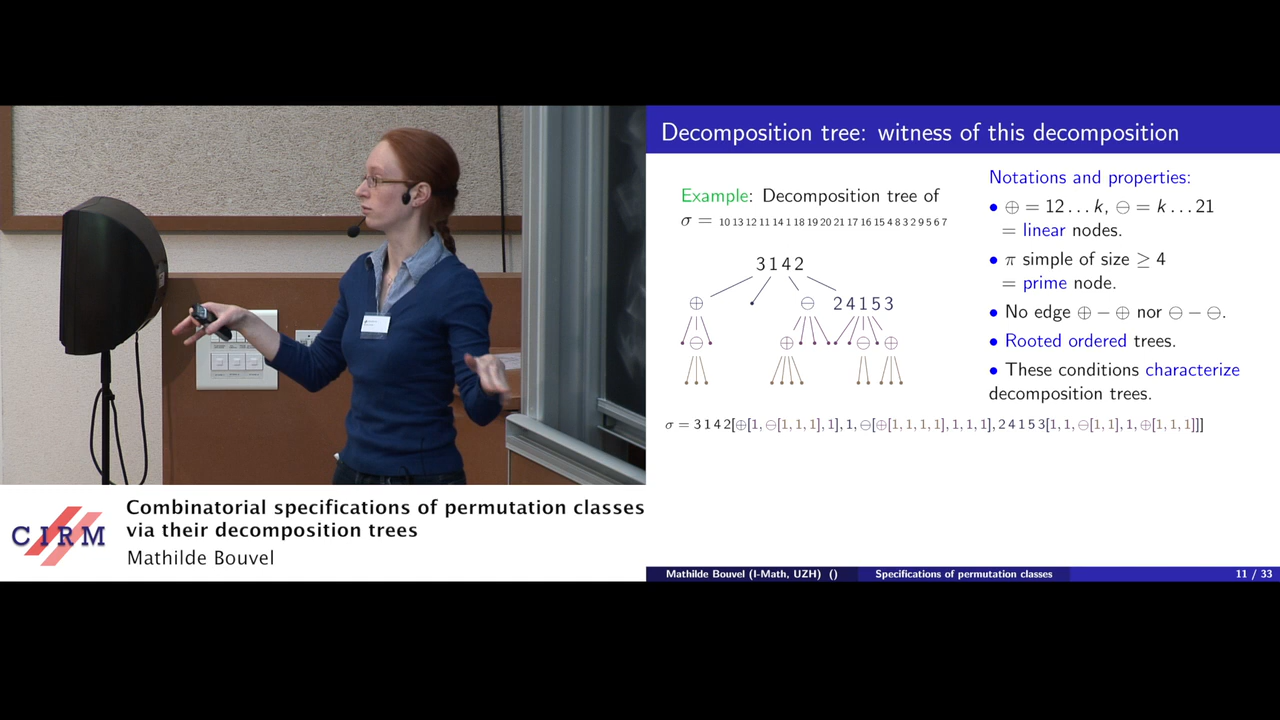 Decomposition tree: witness of this decomposition
Example: Decomposition tree of
σ = 10 13 12 11 14 1 18 19 20 21 17 16 15 4 8 3 2 9 5 6 7
3 1 4 2
⊕ ⊖ 2 4 1 5 3
⊖ ⊕ ⊖ ⊕
Notations and properties:
• ⊕ = 12 . . . k, ⊖ = k . . . 21
= linear nodes.
• π simple of size ≥ 4
= prime node.
• No edge ⊕ − ⊕ nor ⊖ − ⊖.
• Rooted ordered trees.
• These conditions characterize
decomposition trees.
σ = 3 1 4 2[⊕[1, ⊖[1, 1, 1], 1], 1, ⊖[⊕[1, 1, 1, 1], 1, 1, 1], 2 4 1 5 3[1, 1, ⊖[1, 1], 1, ⊕[1, 1, 1]]]
Mathilde Bouvel (I-Math, UZH) () Specifications of permutation classes 11 / 33
CIRM
Combinatorial specifications of permutation classes
via their decomposition trees
Mathilde Bouvel